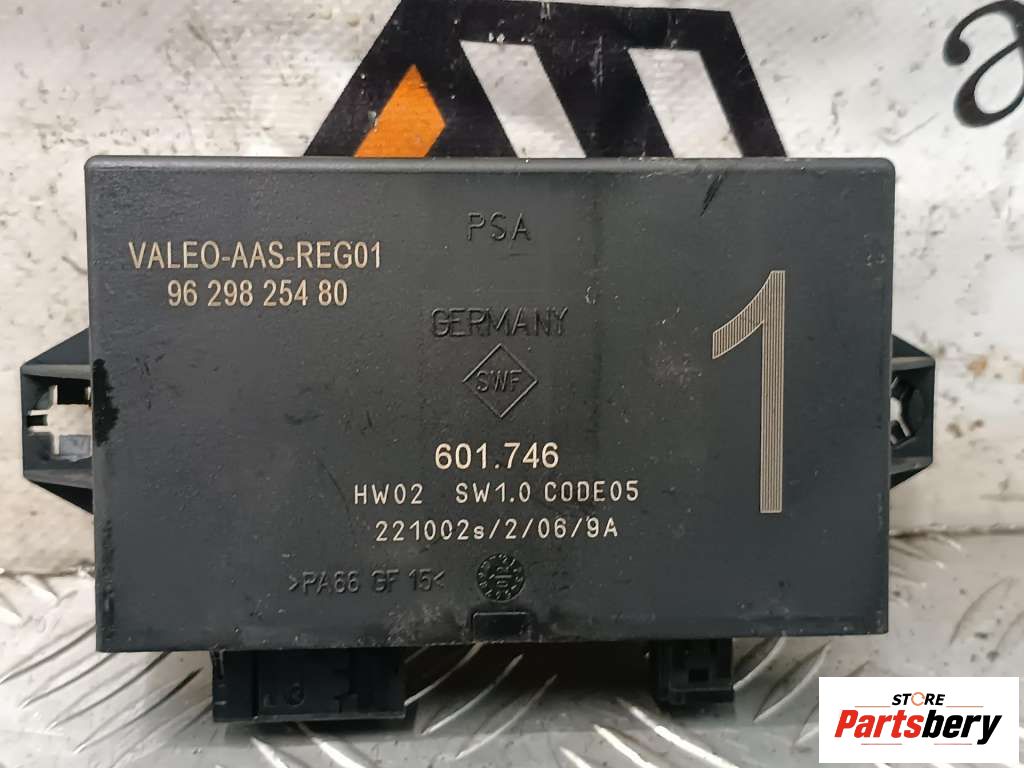 PSA
VALEO-AAS-REG01
96 298 254 80
GERMANY
SWF
1
601.746
HW02 SW1.0 CODE05
221002s/2/06/9A
>PA66 GF 15<
a
STORE
Partsbery